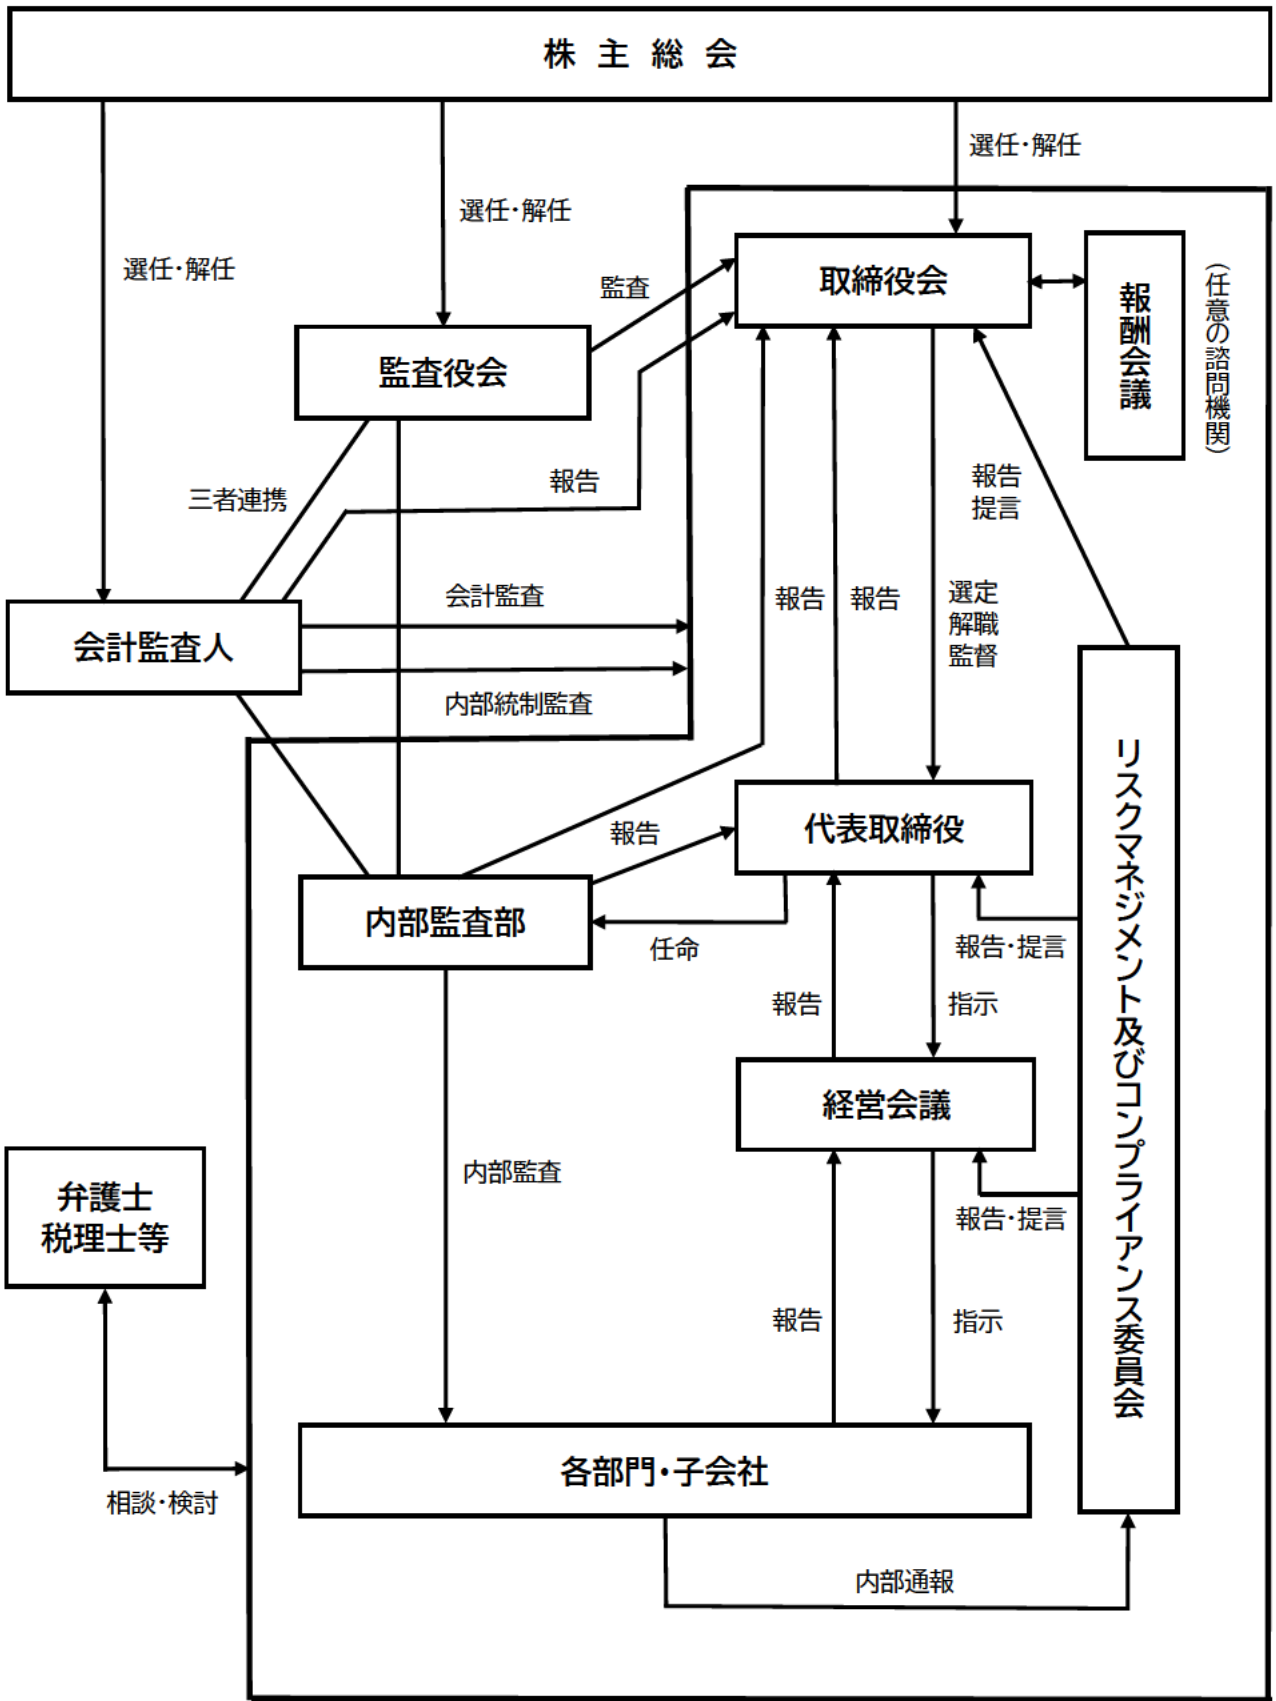 株主総会
選任・解任
選任・解任
選任・解任
監査
取締役会
報酬会議
(任意の諮問機関)
監査役会
三者連携
報告
報告
提言
会計監査
報告
報告
選定
解職
監督
会計監査人
内部統制監査
リスクマネジメント及びコンプライアンス委員会
報告
代表取締役
内部監査部
任命
報告・提言
報告
指示
経営会議
内部監査
報告・提言
弁護士
税理士等
報告
指示
各部門・子会社
相談・検討
内部通報